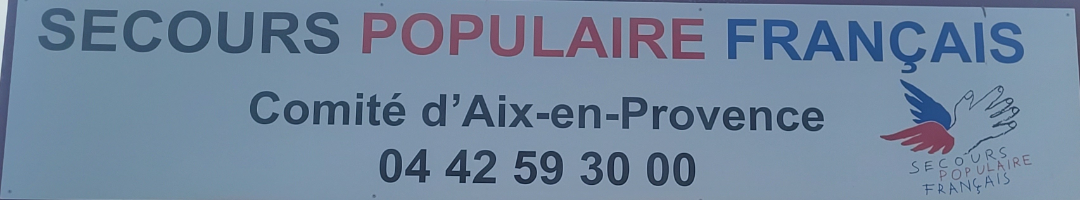 SECOURS POPULAIRE FRANÇAIS
Comité d'Aix-en-Provence
04 42 59 30 00
SECOURS
POPULAIRE
FRANÇAIS